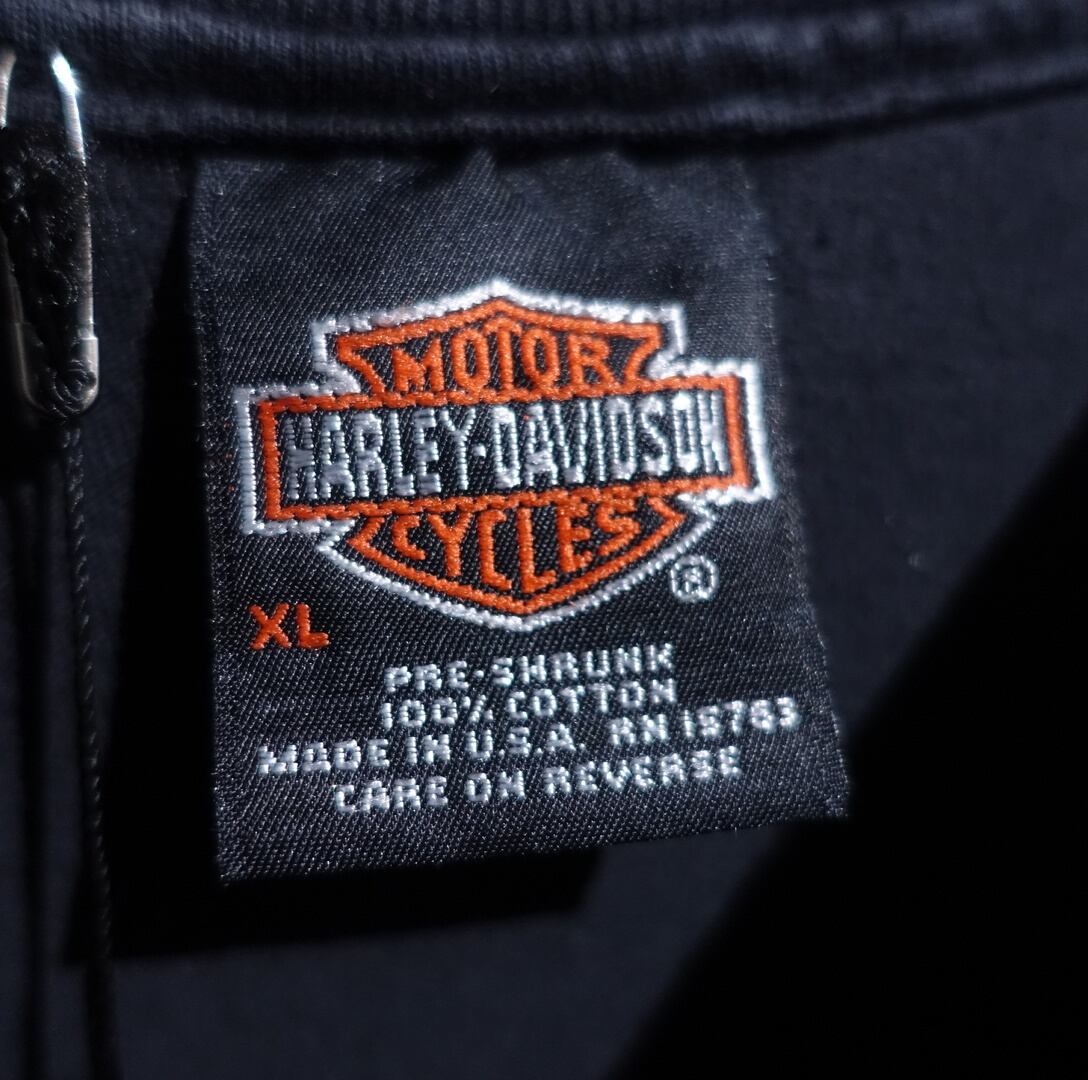 MOTOR
HARLEY-DAVIDSON
CYCLES
®
XL
PRE-SHRUNK
100% COTTON
MADE IN U.S.A. RN 15763
CARE ON REVERSE